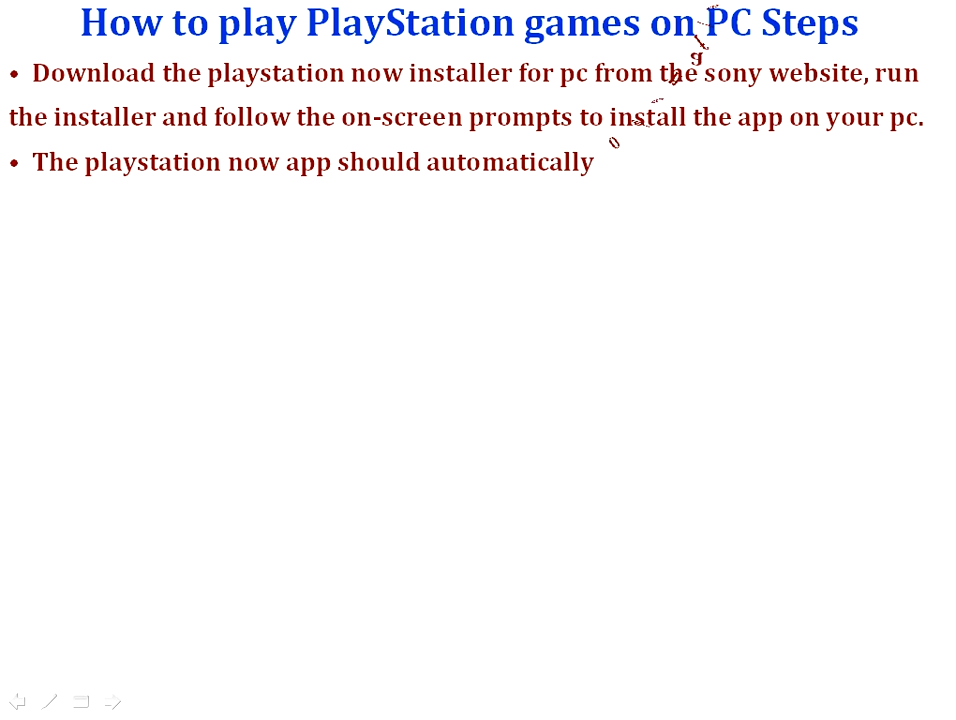 How to play PlayStation games on PC Steps
• Download the playstation now installer for pc from the sony website, run
the installer and follow the on-screen prompts to install the app on your pc.
• The playstation now app should automatically